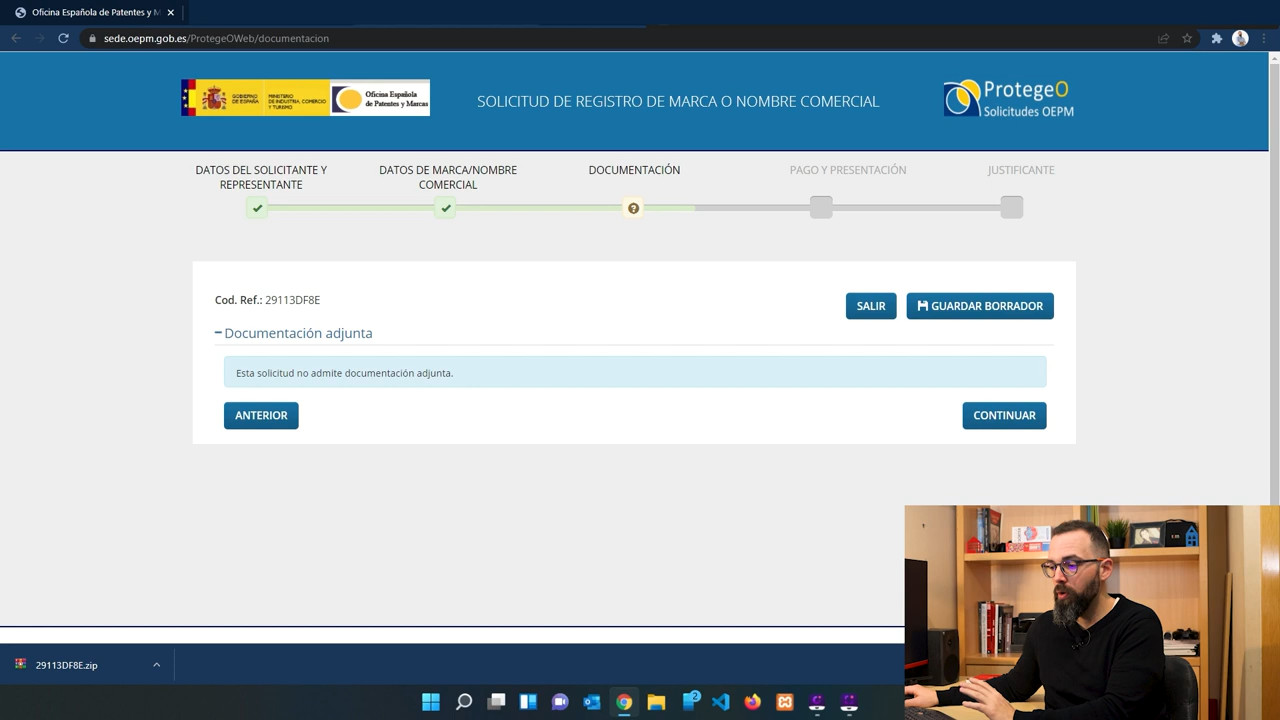 Oficina Española de Patentes y M
sede.oepm.gob.es/ProtegeOWeb/documentacion
GOBIERNO
DE ESPAÑA
MINISTERIO
DE INDUSTRIA, COMERCIO
Y TURISMO
Oficina Española
de Patentes y Marcas
SOLICITUD DE REGISTRO DE MARCA O NOMBRE COMERCIAL
ProtegeO
Solicitudes OEPM
DATOS DEL SOLICITANTE Y
REPRESENTANTE
DATOS DE MARCA/NOMBRE
COMERCIAL
DOCUMENTACIÓN
PAGO Y PRESENTACIÓN
JUSTIFICANTE
Cod. Ref.: 29113DF8E
SALIR
GUARDAR BORRADOR
Documentación adjunta
Esta solicitud no admite documentación adjunta.
ANTERIOR
CONTINUAR
29113DF8E.zip
2